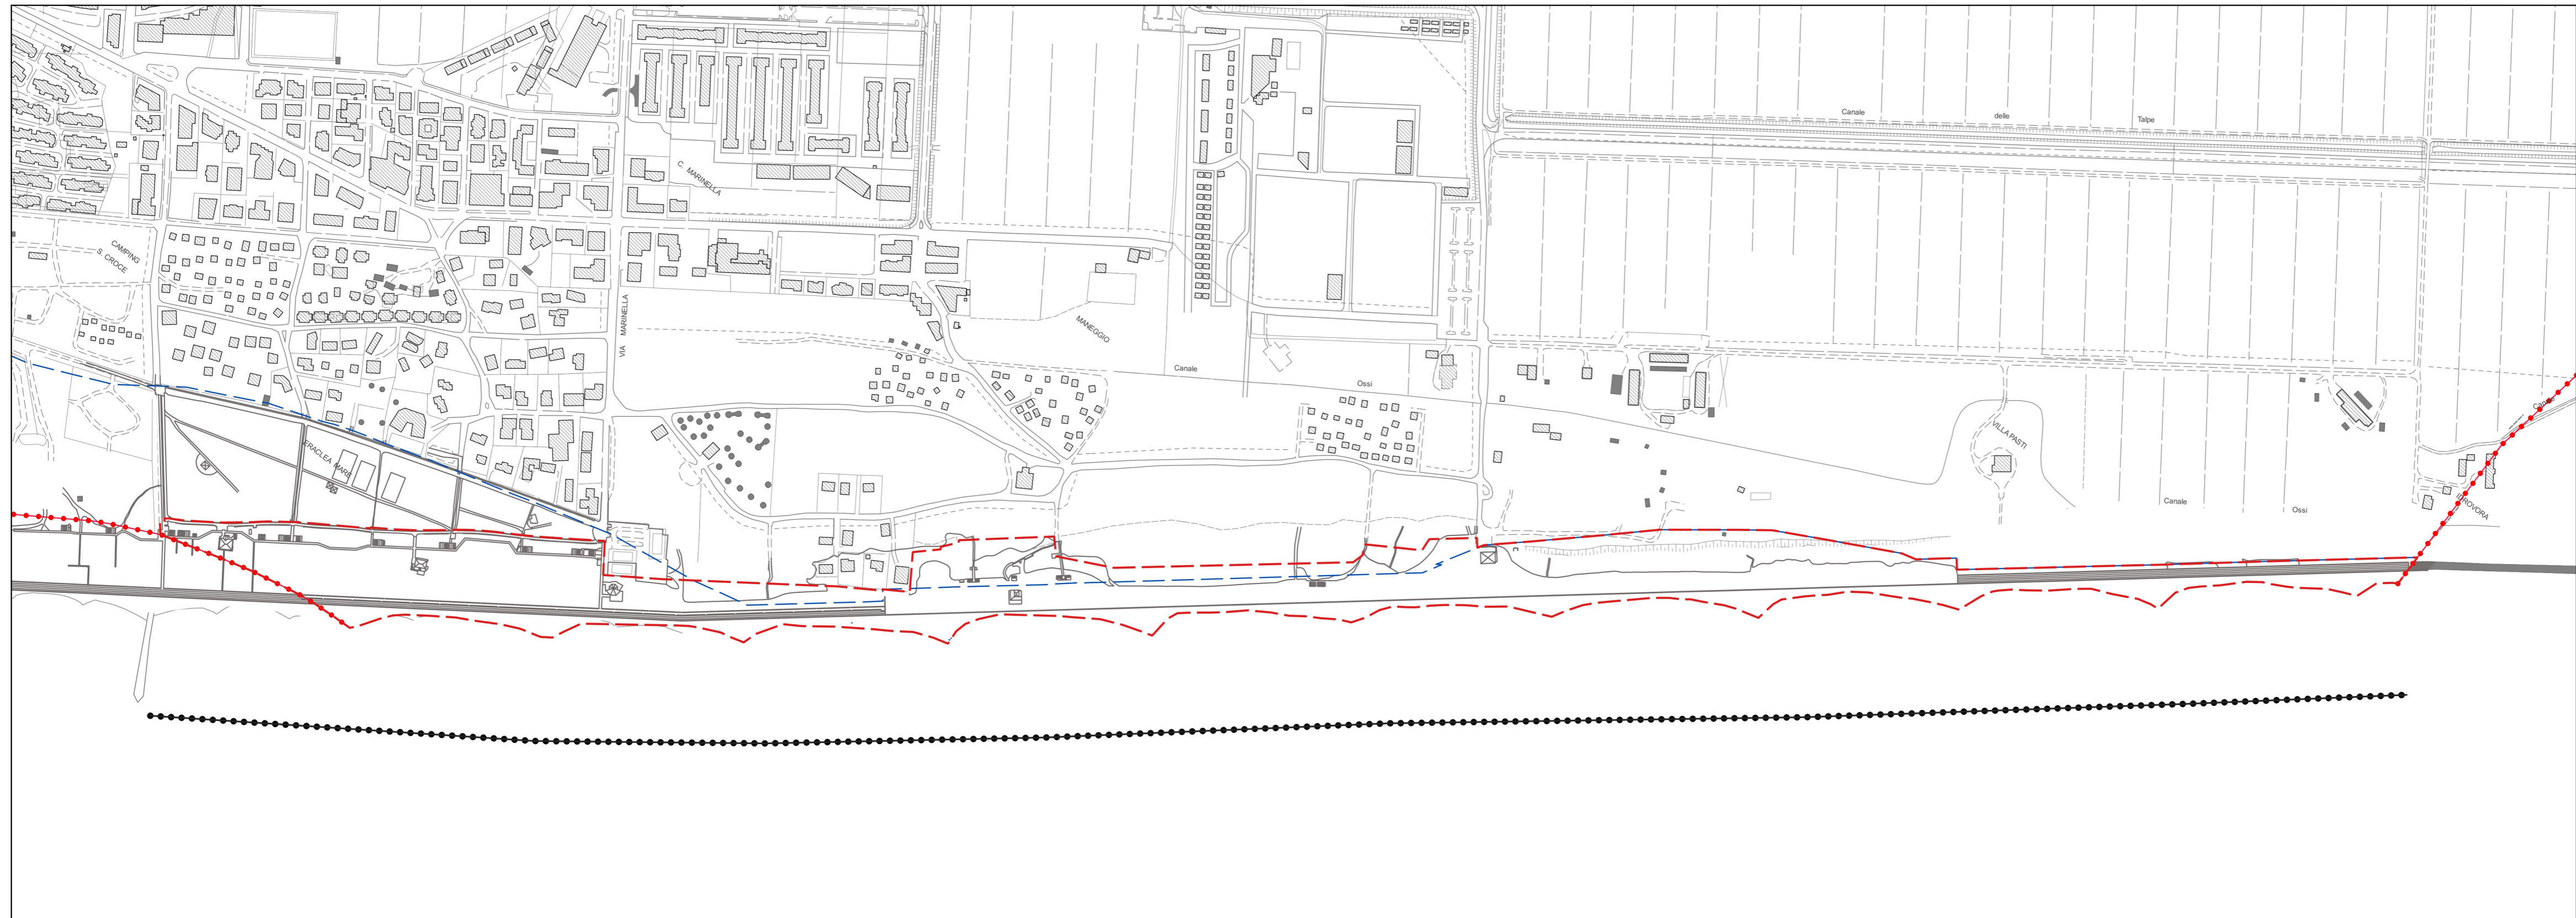 Canale delle Talpe
C. MARINELLA
CAMPING
S. CROCE
VIA MARINELLA
MANEGGIO
Canale Ossi
ERACLEA MARE
VILLA PASTI
Canale Ossi
IDROVORA